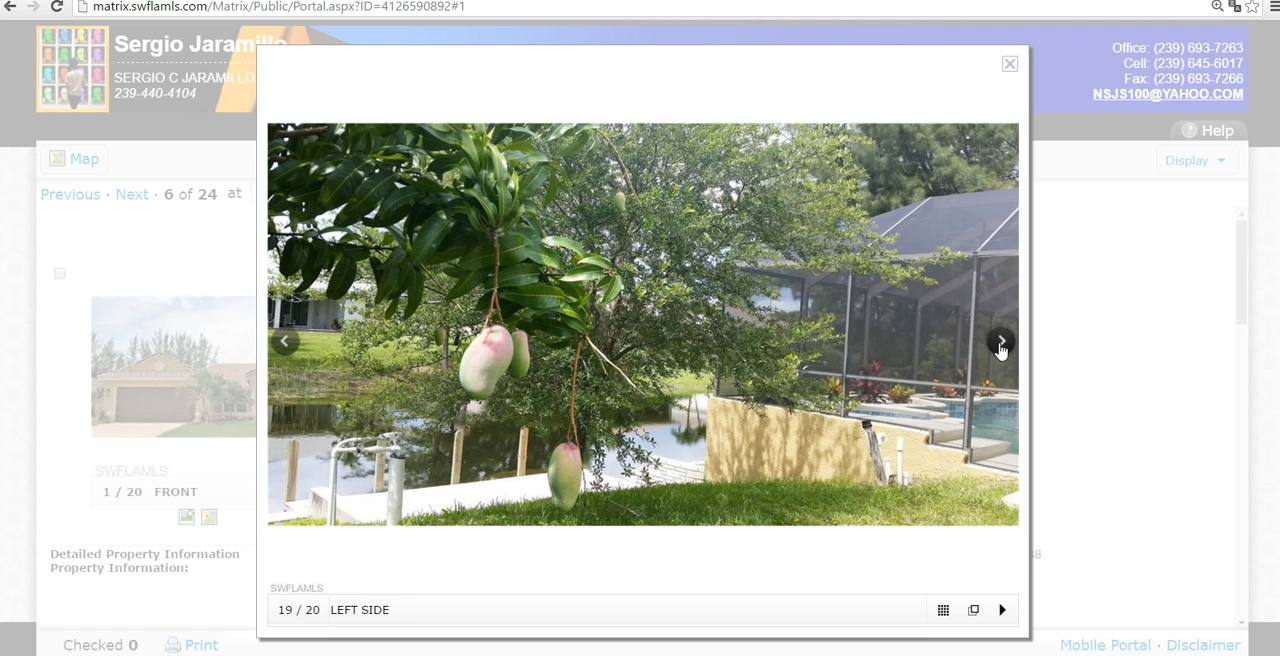 matrix.swflamls.com/Matrix/Public/Portal.aspx?ID=4126590892#1
Sergio Jaramillo
SERGIO C JARAMILLO
239-440-4104
Office: (239) 693-7263
Cell: (239) 645-6017
Fax: (239) 693-7266
NSJS100@YAHOO.COM
? Help
Map
Display
Previous · Next · 6 of 24 at
SWFLAMLS
1 / 20 FRONT
Detailed Property Information
Property Information:
SWFLAMLS
19 / 20 LEFT SIDE
Checked 0
Print
Mobile Portal · Disclaimer